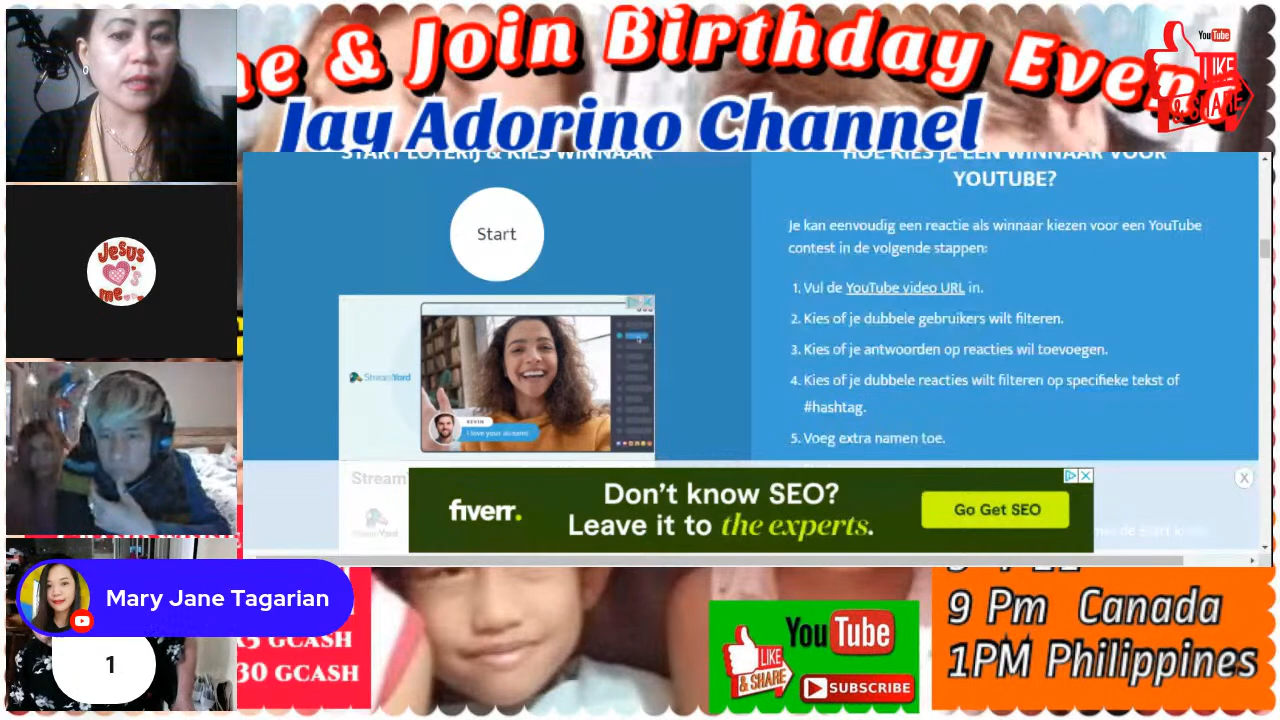 & Join Birthday
Jay Adorino Channel
YouTube
LIKE
& SHARE
START LOTERIJ & KIES WINNAAR
Start
HOE KIES JE EEN WINNAAR VOOR
YOUTUBE?
Je kan eenvoudig een reactie als winnaar kiezen voor een YouTube
contest in de volgende stappen:
1. Vul de YouTube video URL in.
2. Kies of je dubbele gebruikers wilt filteren.
3. Kies of je antwoorden op reacties wil toevoegen.
4. Kies of je dubbele reacties wilt filteren op specifieke tekst of
#hashtag.
5. Voeg extra namen toe.
Jesus
's
me
StreamYard
KEVIN
I love your stream!
StreamYard
fiverr.
Don't know SEO?
Leave it to the experts.
Go Get SEO
X
Mary Jane Tagarian
1
GCASH
30 GCASH
YouTube
LIKE
& SHARE
SUBSCRIBE
9 Pm Canada
1PM Philippines